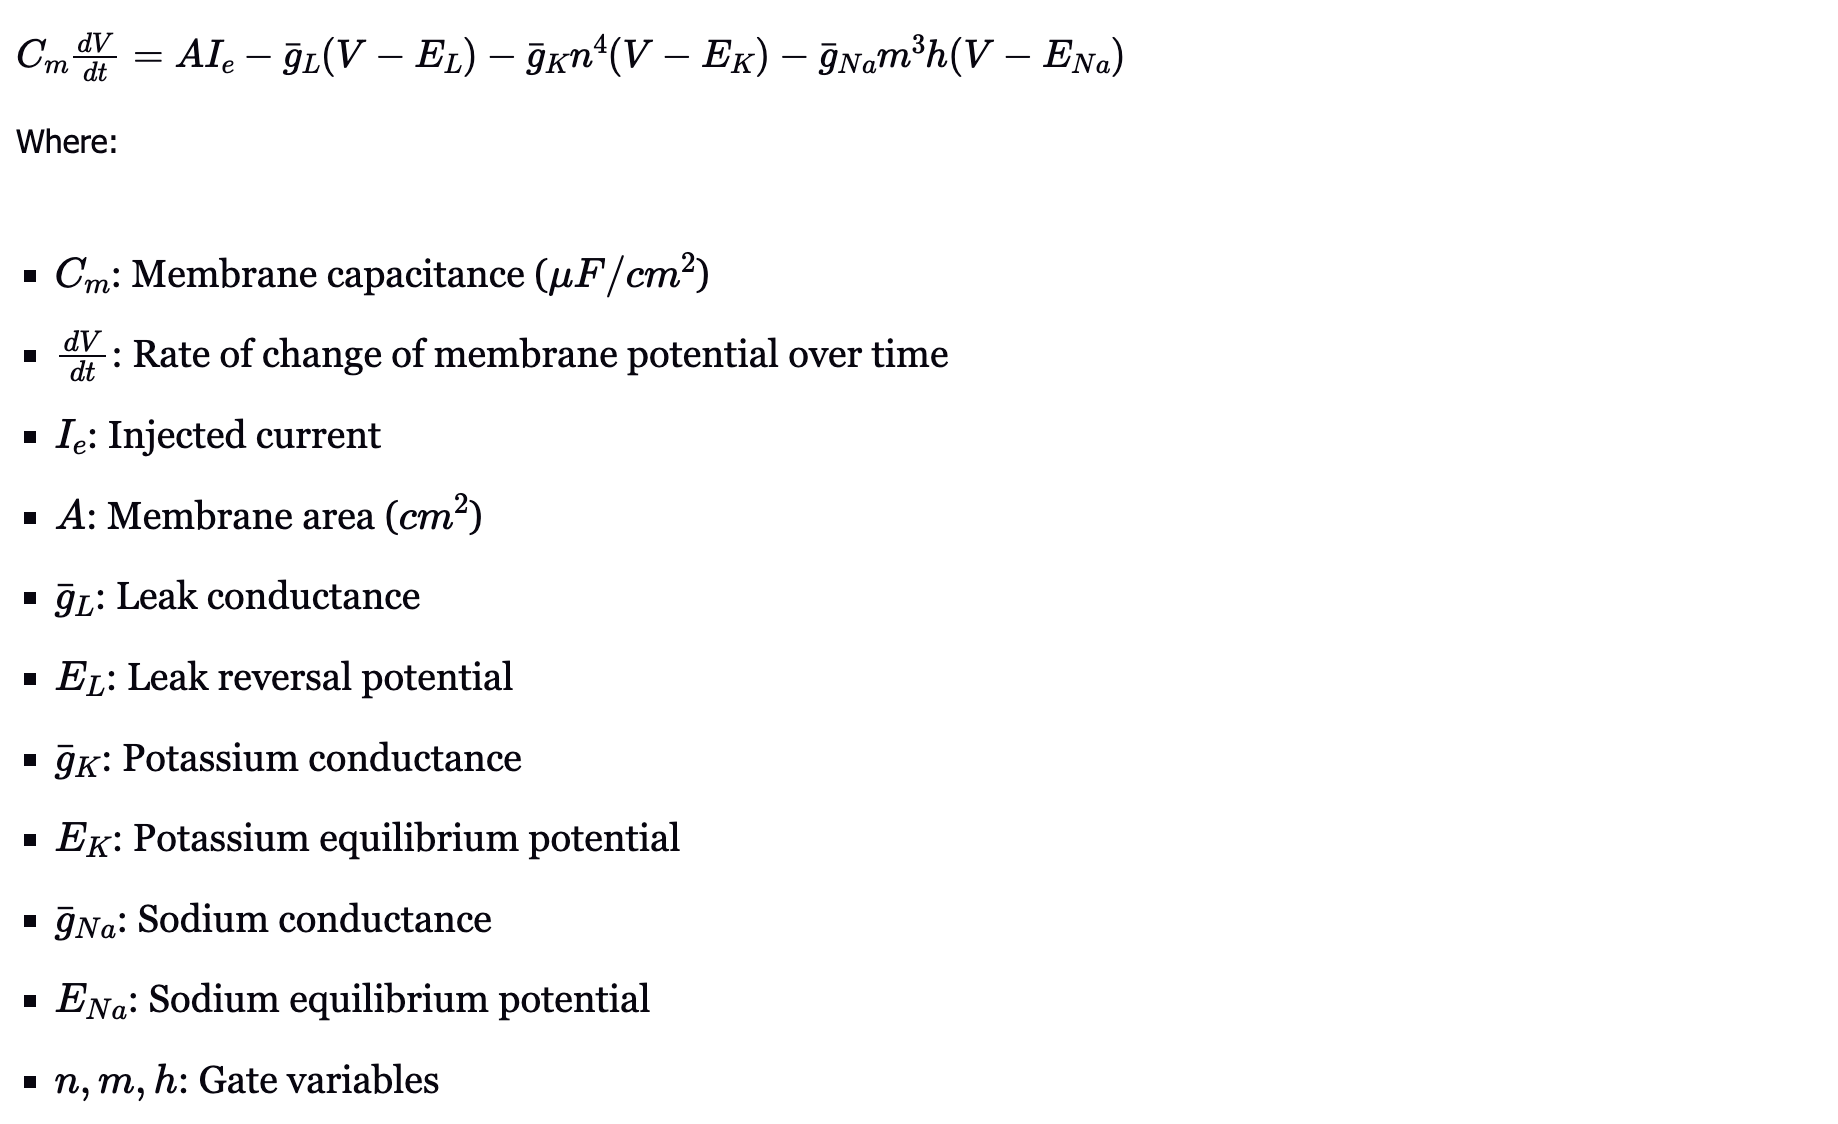 $C_m \frac{dV}{dt} = AI_e - \bar{g}_L(V - E_L) - \bar{g}_K n^4(V - E_K) - \bar{g}_{Na} m^3 h(V - E_{Na})$
Where:
▪ $C_m$: Membrane capacitance ($\mu F/cm^2$)
▪ $\frac{dV}{dt}$: Rate of change of membrane potential over time
▪ $I_e$: Injected current
▪ $A$: Membrane area ($cm^2$)
▪ $\bar{g}_L$: Leak conductance
▪ $E_L$: Leak reversal potential
▪ $\bar{g}_K$: Potassium conductance
▪ $E_K$: Potassium equilibrium potential
▪ $\bar{g}_{Na}$: Sodium conductance
▪ $E_{Na}$: Sodium equilibrium potential
▪ $n, m, h$: Gate variables